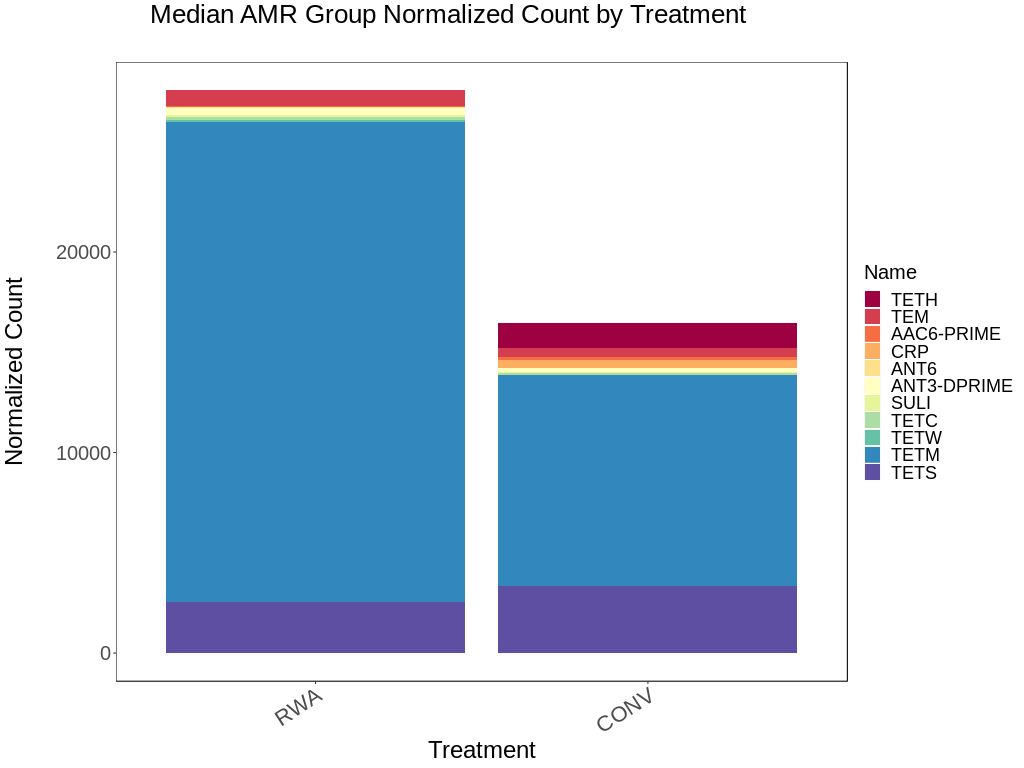 Median AMR Group Normalized Count by Treatment
Normalized Count
20000
10000
0
RWA
CONV
Treatment
Name
TETH
TEM
AAC6-PRIME
CRP
ANT6
ANT3-DPRIME
SULI
TETC
TETW
TETM
TETS